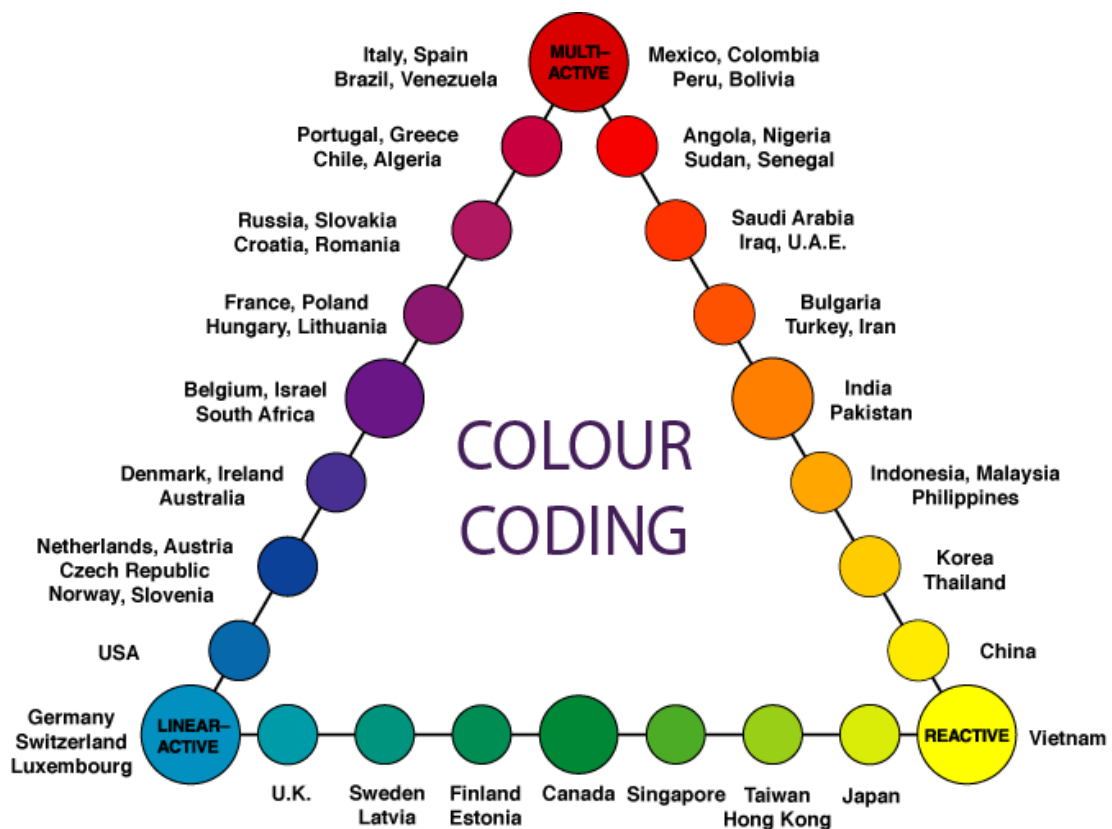 Italy, Spain
Brazil, Venezuela
MULTI–
ACTIVE
Mexico, Colombia
Peru, Bolivia
Portugal, Greece
Chile, Algeria
Angola, Nigeria
Sudan, Senegal
Russia, Slovakia
Croatia, Romania
Saudi Arabia
Iraq, U.A.E.
France, Poland
Hungary, Lithuania
Bulgaria
Turkey, Iran
Belgium, Israel
South Africa
India
Pakistan
COLOUR
CODING
Denmark, Ireland
Australia
Indonesia, Malaysia
Philippines
Netherlands, Austria
Czech Republic
Norway, Slovenia
Korea
Thailand
USA
China
Germany
Switzerland
Luxembourg
LINEAR–
ACTIVE
REACTIVE
Vietnam
U.K.
Sweden
Latvia
Finland
Estonia
Canada
Singapore
Taiwan
Hong Kong
Japan